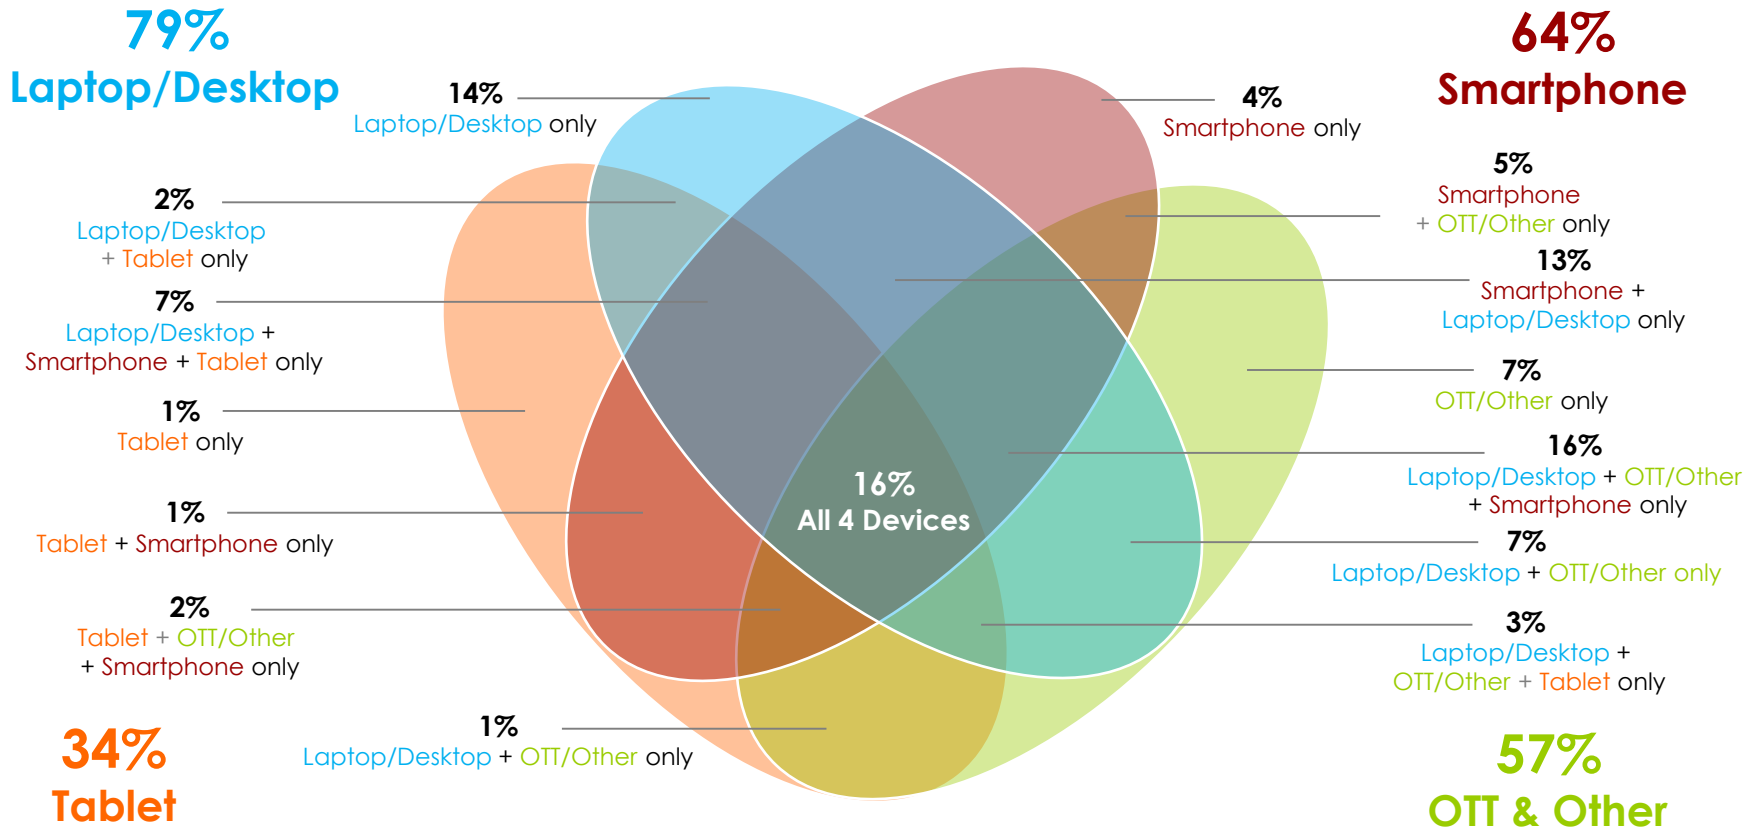 79%
Laptop/Desktop
64%
Smartphone
14%
Laptop/Desktop only
4%
Smartphone only
2%
Laptop/Desktop
+ Tablet only
5%
Smartphone
+ OTT/Other only
7%
Laptop/Desktop +
Smartphone + Tablet only
13%
Smartphone +
Laptop/Desktop only
1%
Tablet only
7%
OTT/Other only
16%
All 4 Devices
16%
Laptop/Desktop + OTT/Other
+ Smartphone only
1%
Tablet + Smartphone only
7%
Laptop/Desktop + OTT/Other only
2%
Tablet + OTT/Other
+ Smartphone only
3%
Laptop/Desktop +
OTT/Other + Tablet only
1%
Laptop/Desktop + OTT/Other only
34%
Tablet
57%
OTT & Other